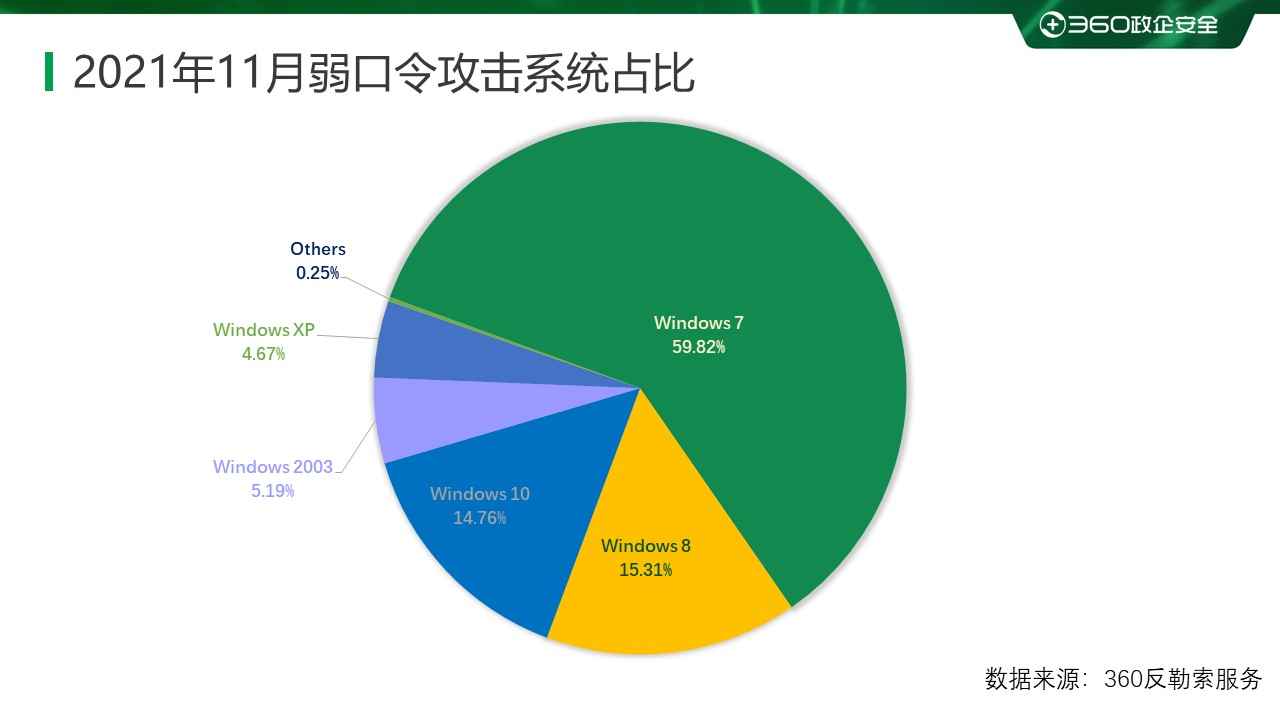 360政企安全
2021年11月弱口令攻击系统占比
Others
0.25%
Windows 7
59.82%
Windows XP
4.67%
Windows 2003
5.19%
Windows 10
14.76%
Windows 8
15.31%
数据来源：360反勒索服务